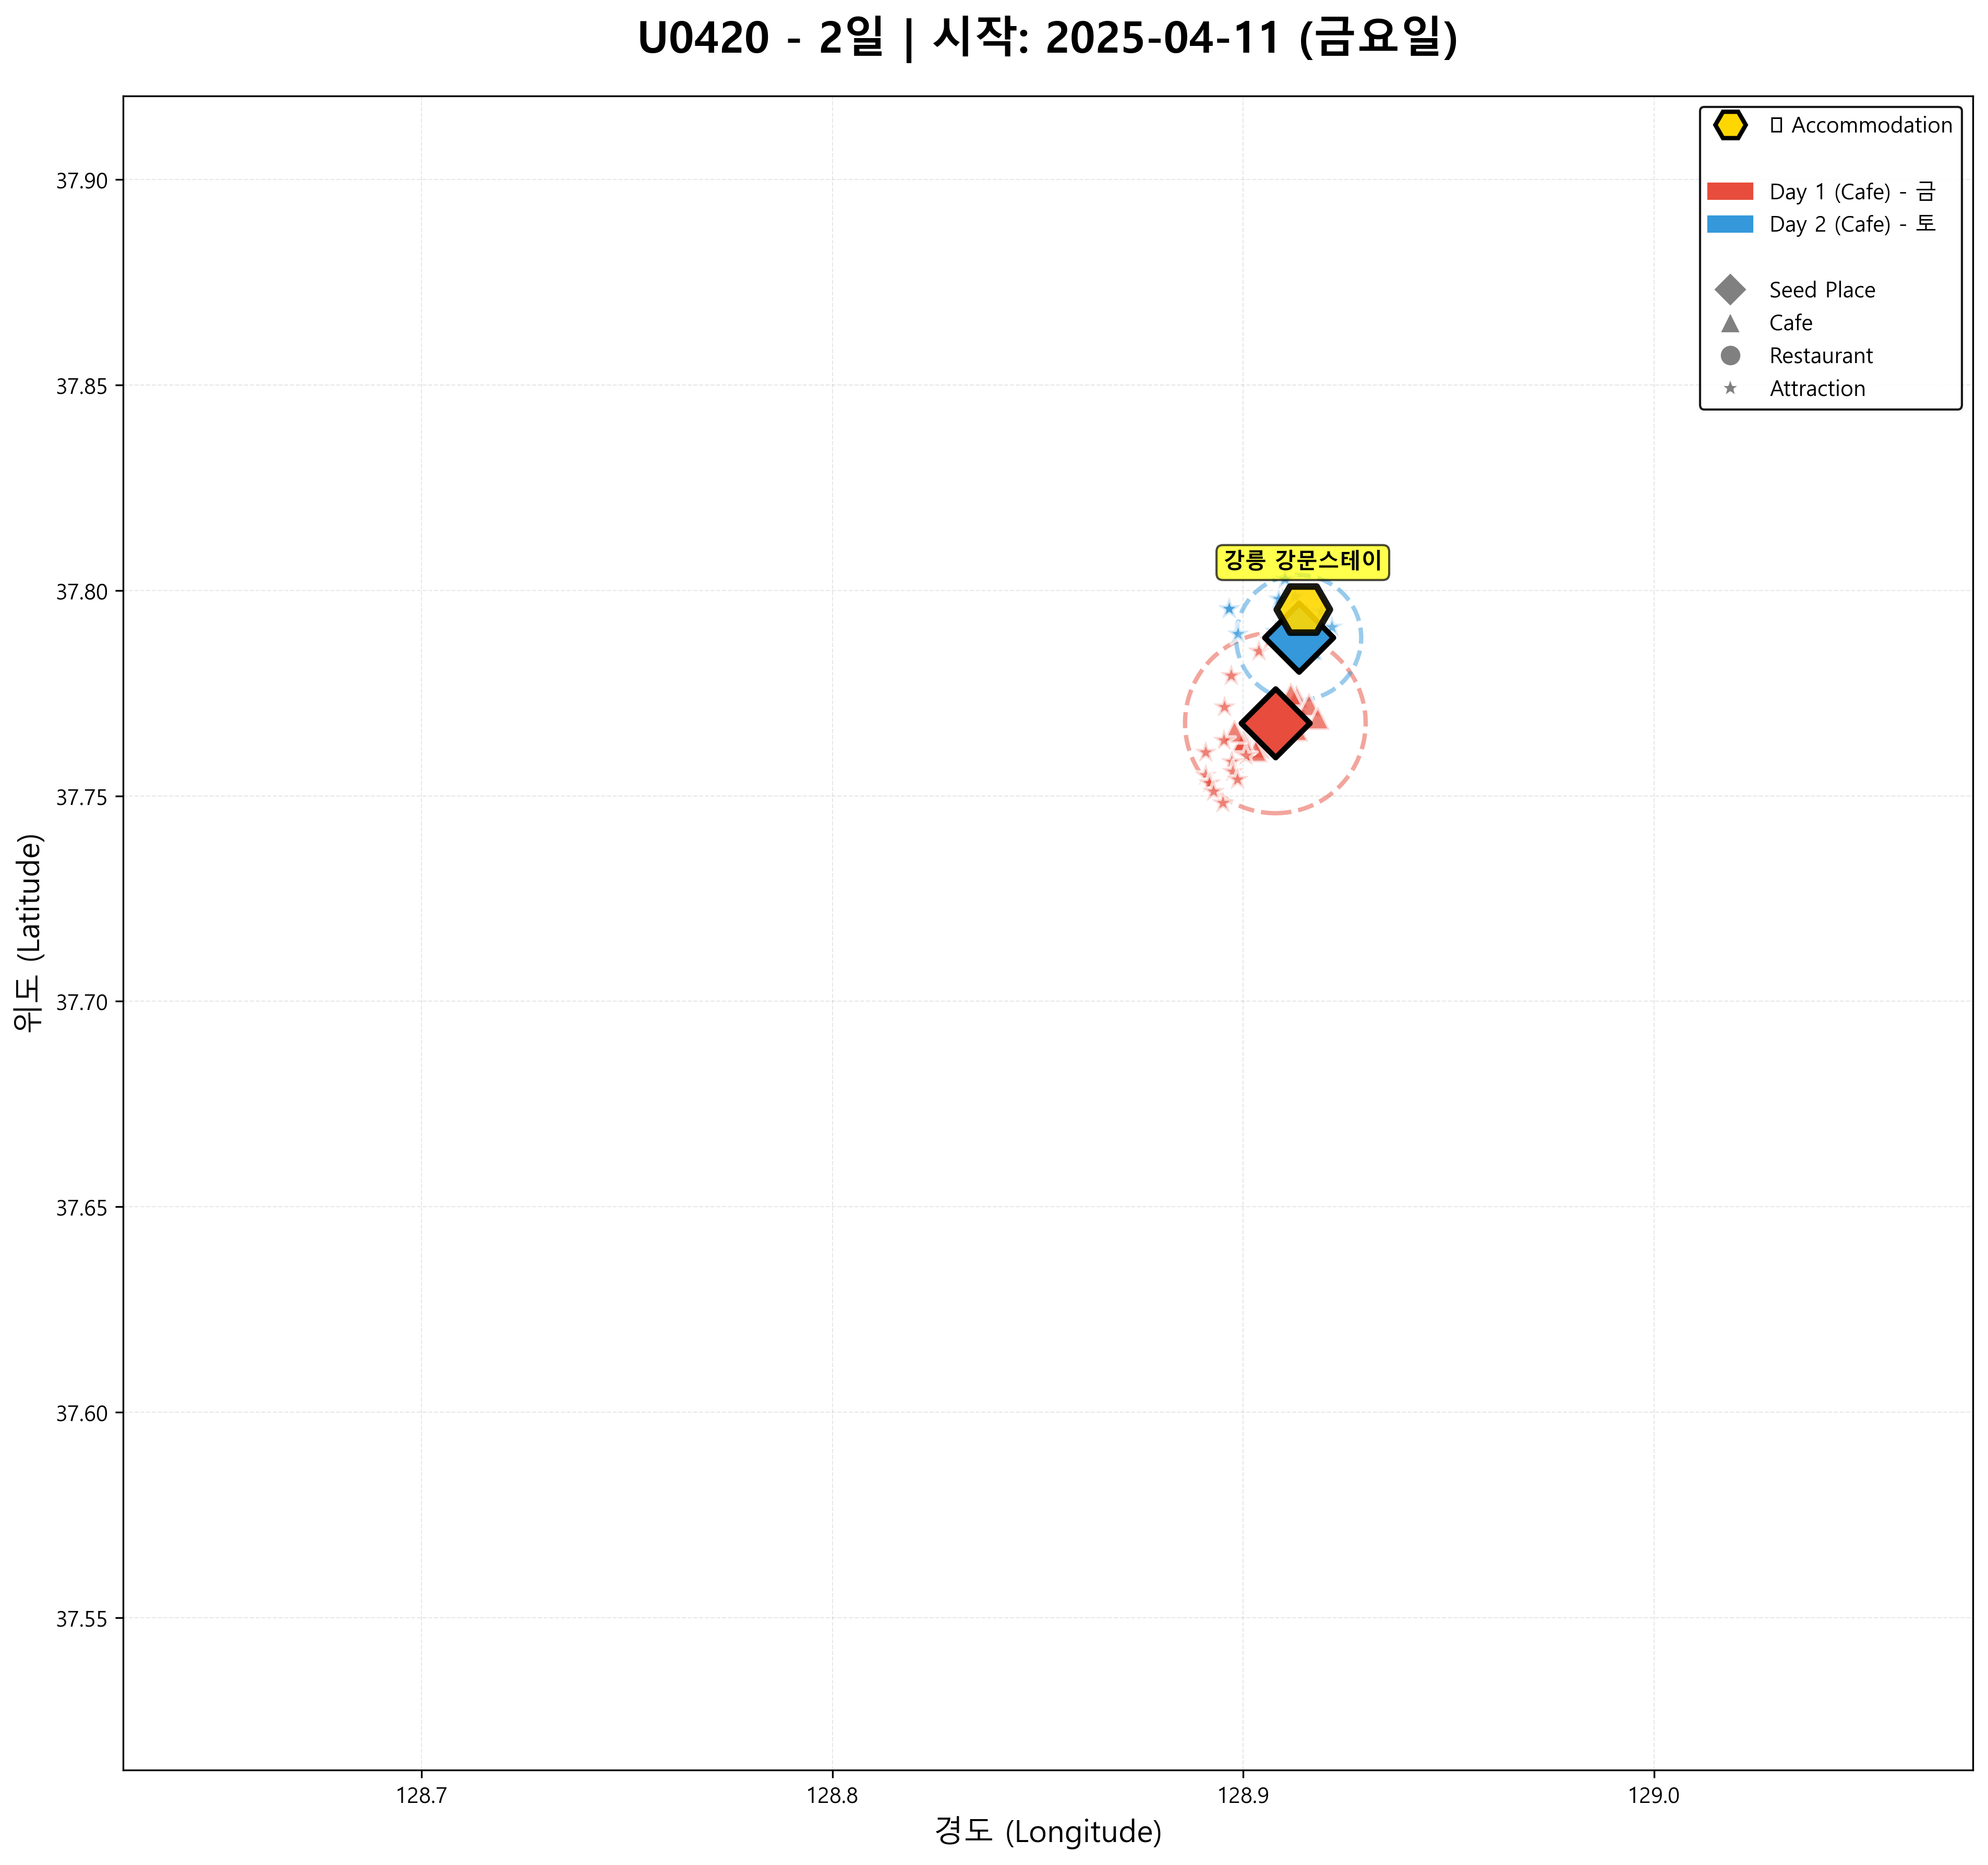 U0420 - 2일 | 시작: 2025-04-11 (금요일)
Accommodation
Day 1 (Cafe) - 금
Day 2 (Cafe) - 토
Seed Place
Cafe
Restaurant
Attraction
강릉 강문스테이
위도 (Latitude)
37.90
37.85
37.80
37.75
37.70
37.65
37.60
37.55
128.7
128.8
128.9
129.0
경도 (Longitude)